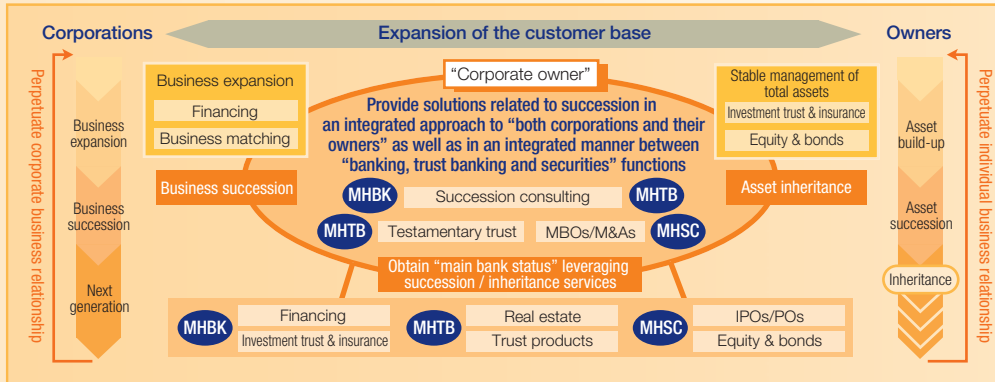 Corporations
Expansion of the customer base
Owners
Perpetuate corporate business relationship
Business
expansion
Business
succession
Next
generation
Business expansion
Financing
Business matching
"Corporate owner"
Provide solutions related to succession in
an integrated approach to "both corporations and their
owners" as well as in an integrated manner between
"banking, trust banking and securities" functions
Stable management of
total assets
Investment trust & insurance
Equity & bonds
Business succession
Asset inheritance
MHBK
Succession consulting
MHTB
MHTB
Testamentary trust
MBOs/M&As
MHSC
Obtain "main bank status" leveraging
succession / inheritance services
MHBK
Financing
Investment trust & insurance
MHTB
Real estate
Trust products
MHSC
IPOs/POs
Equity & bonds
Asset
build-up
Asset
succession
Inheritance
Perpetuate individual business relationship